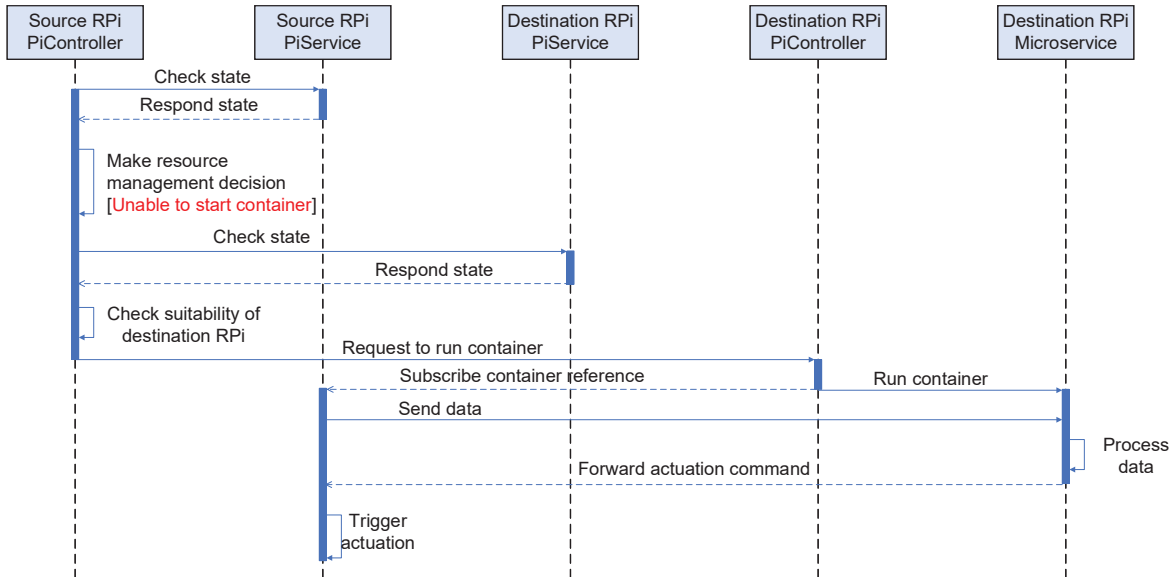 Source RPi
PiController
Source RPi
PiService
Destination RPi
PiService
Destination RPi
PiController
Destination RPi
Microservice
Check state
Respond state
Make resource
management decision
[Unable to start container]
Check state
Respond state
Check suitability of
destination RPi
Request to run container
Subscribe container reference
Run container
Send data
Process
data
Forward actuation command
Trigger
actuation